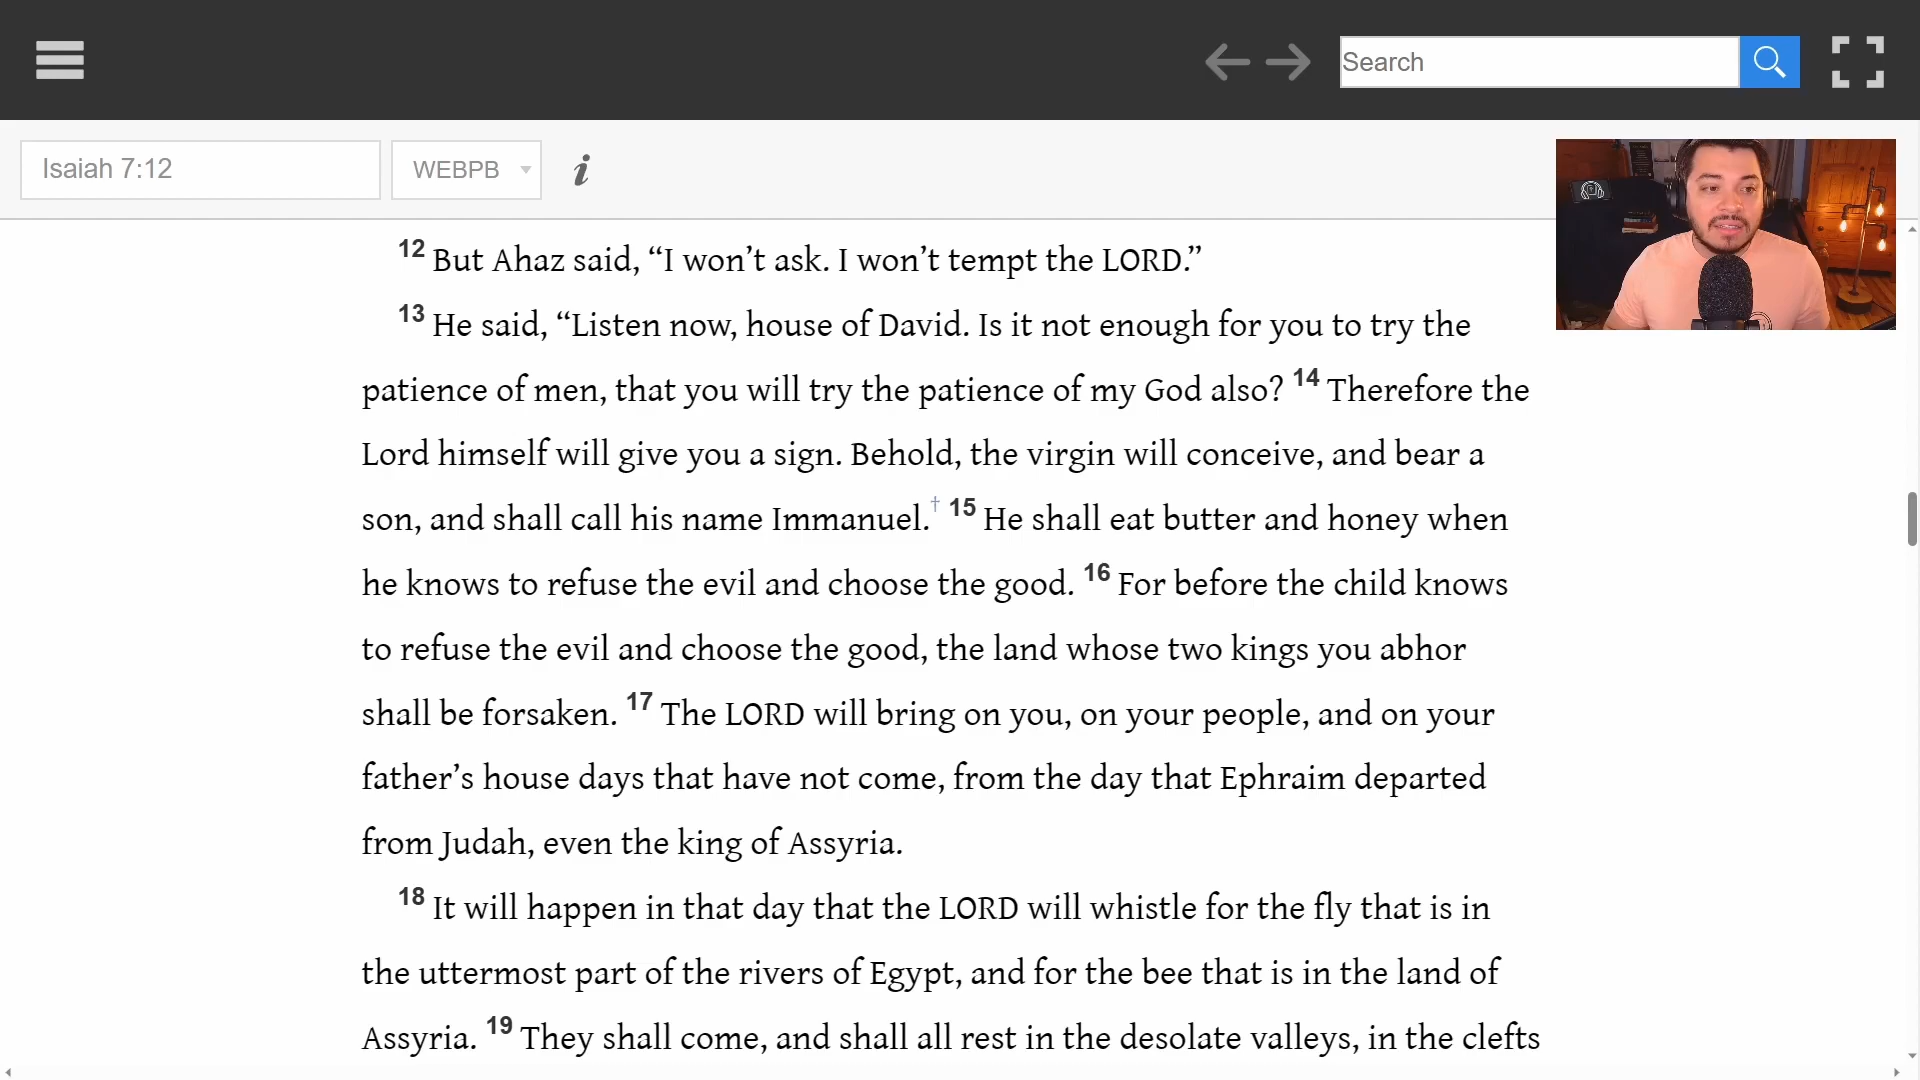 Search
Isaiah 7:12
WEBPB
i
12 But Ahaz said, “I won’t ask. I won’t tempt the LORD.”
13 He said, “Listen now, house of David. Is it not enough for you to try the
patience of men, that you will try the patience of my God also? 14 Therefore the
Lord himself will give you a sign. Behold, the virgin will conceive, and bear a
son, and shall call his name Immanuel.† 15 He shall eat butter and honey when
he knows to refuse the evil and choose the good. 16 For before the child knows
to refuse the evil and choose the good, the land whose two kings you abhor
shall be forsaken. 17 The LORD will bring on you, on your people, and on your
father’s house days that have not come, from the day that Ephraim departed
from Judah, even the king of Assyria.
18 It will happen in that day that the LORD will whistle for the fly that is in
the uttermost part of the rivers of Egypt, and for the bee that is in the land of
Assyria. 19 They shall come, and shall all rest in the desolate valleys, in the clefts